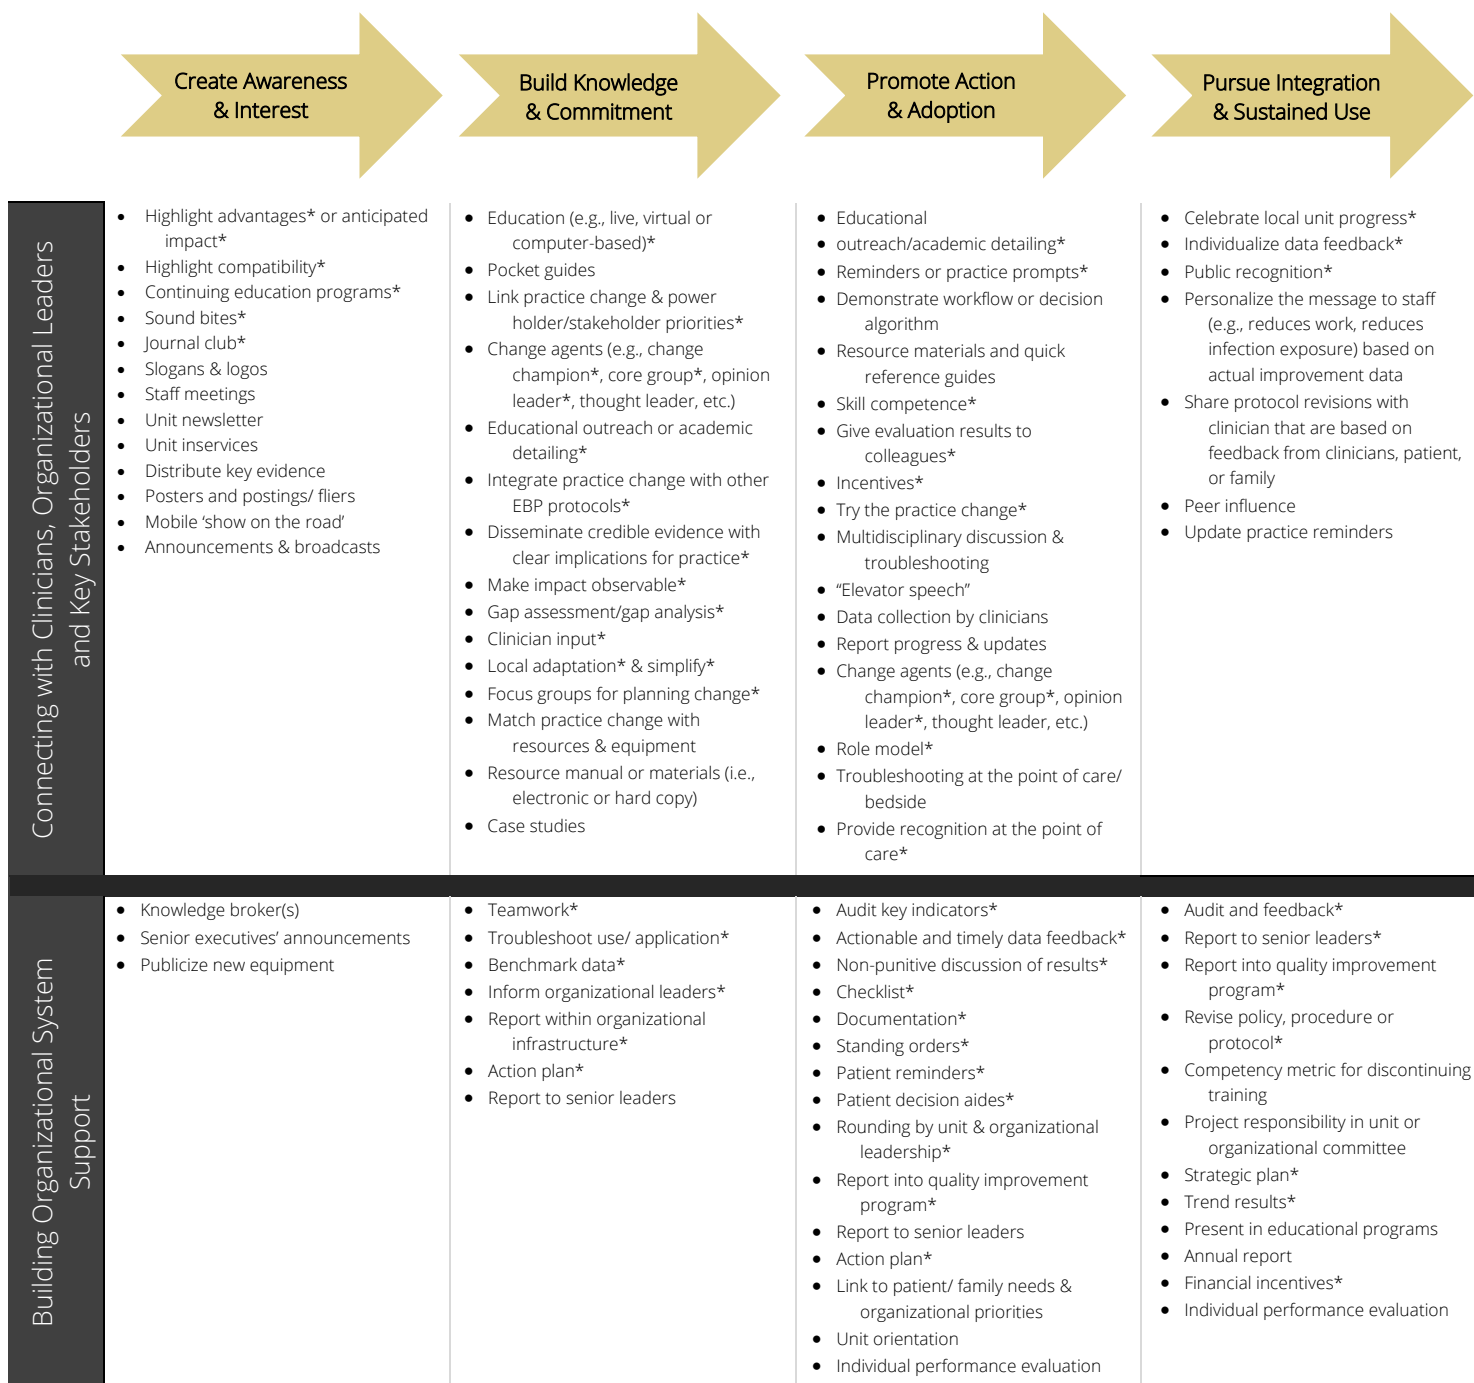 Create Awareness
& Interest
Build Knowledge
& Commitment
Promote Action
& Adoption
Pursue Integration
& Sustained Use
Connecting with Clinicians, Organizational Leaders
and Key Stakeholders
• Highlight advantages* or anticipated
impact*
• Highlight compatibility*
• Continuing education programs*
• Sound bites*
• Journal club*
• Slogans & logos
• Staff meetings
• Unit newsletter
• Unit inservices
• Distribute key evidence
• Posters and postings/ fliers
• Mobile ‘show on the road’
• Announcements & broadcasts
• Education (e.g., live, virtual or
computer-based)*
• Pocket guides
• Link practice change & power
holder/stakeholder priorities*
• Change agents (e.g., change
champion*, core group*, opinion
leader*, thought leader, etc.)
• Educational outreach or academic
detailing*
• Integrate practice change with other
EBP protocols*
• Disseminate credible evidence with
clear implications for practice*
• Make impact observable*
• Gap assessment/gap analysis*
• Clinician input*
• Local adaptation* & simplify*
• Focus groups for planning change*
• Match practice change with
resources & equipment
• Resource manual or materials (i.e.,
electronic or hard copy)
• Case studies
• Educational
• outreach/academic detailing*
• Reminders or practice prompts*
• Demonstrate workflow or decision
algorithm
• Resource materials and quick
reference guides
• Skill competence*
• Give evaluation results to
colleagues*
• Incentives*
• Try the practice change*
• Multidisciplinary discussion &
troubleshooting
• “Elevator speech”
• Data collection by clinicians
• Report progress & updates
• Change agents (e.g., change
champion*, core group*, opinion
leader*, thought leader, etc.)
• Role model*
• Troubleshooting at the point of care/
bedside
• Provide recognition at the point of
care*
• Celebrate local unit progress*
• Individualize data feedback*
• Public recognition*
• Personalize the message to staff
(e.g., reduces work, reduces
infection exposure) based on
actual improvement data
• Share protocol revisions with
clinician that are based on
feedback from clinicians, patient,
or family
• Peer influence
• Update practice reminders
Building Organizational System
Support
• Knowledge broker(s)
• Senior executives’ announcements
• Publicize new equipment
• Teamwork*
• Troubleshoot use/ application*
• Benchmark data*
• Inform organizational leaders*
• Report within organizational
infrastructure*
• Action plan*
• Report to senior leaders
• Audit key indicators*
• Actionable and timely data feedback*
• Non-punitive discussion of results*
• Checklist*
• Documentation*
• Standing orders*
• Patient reminders*
• Patient decision aides*
• Rounding by unit & organizational
leadership*
• Report into quality improvement
program*
• Report to senior leaders
• Action plan*
• Link to patient/ family needs &
organizational priorities
• Unit orientation
• Individual performance evaluation
• Audit and feedback*
• Report to senior leaders*
• Report into quality improvement
program*
• Revise policy, procedure or
protocol*
• Competency metric for discontinuing
training
• Project responsibility in unit or
organizational committee
• Strategic plan*
• Trend results*
• Present in educational programs
• Annual report
• Financial incentives*
• Individual performance evaluation